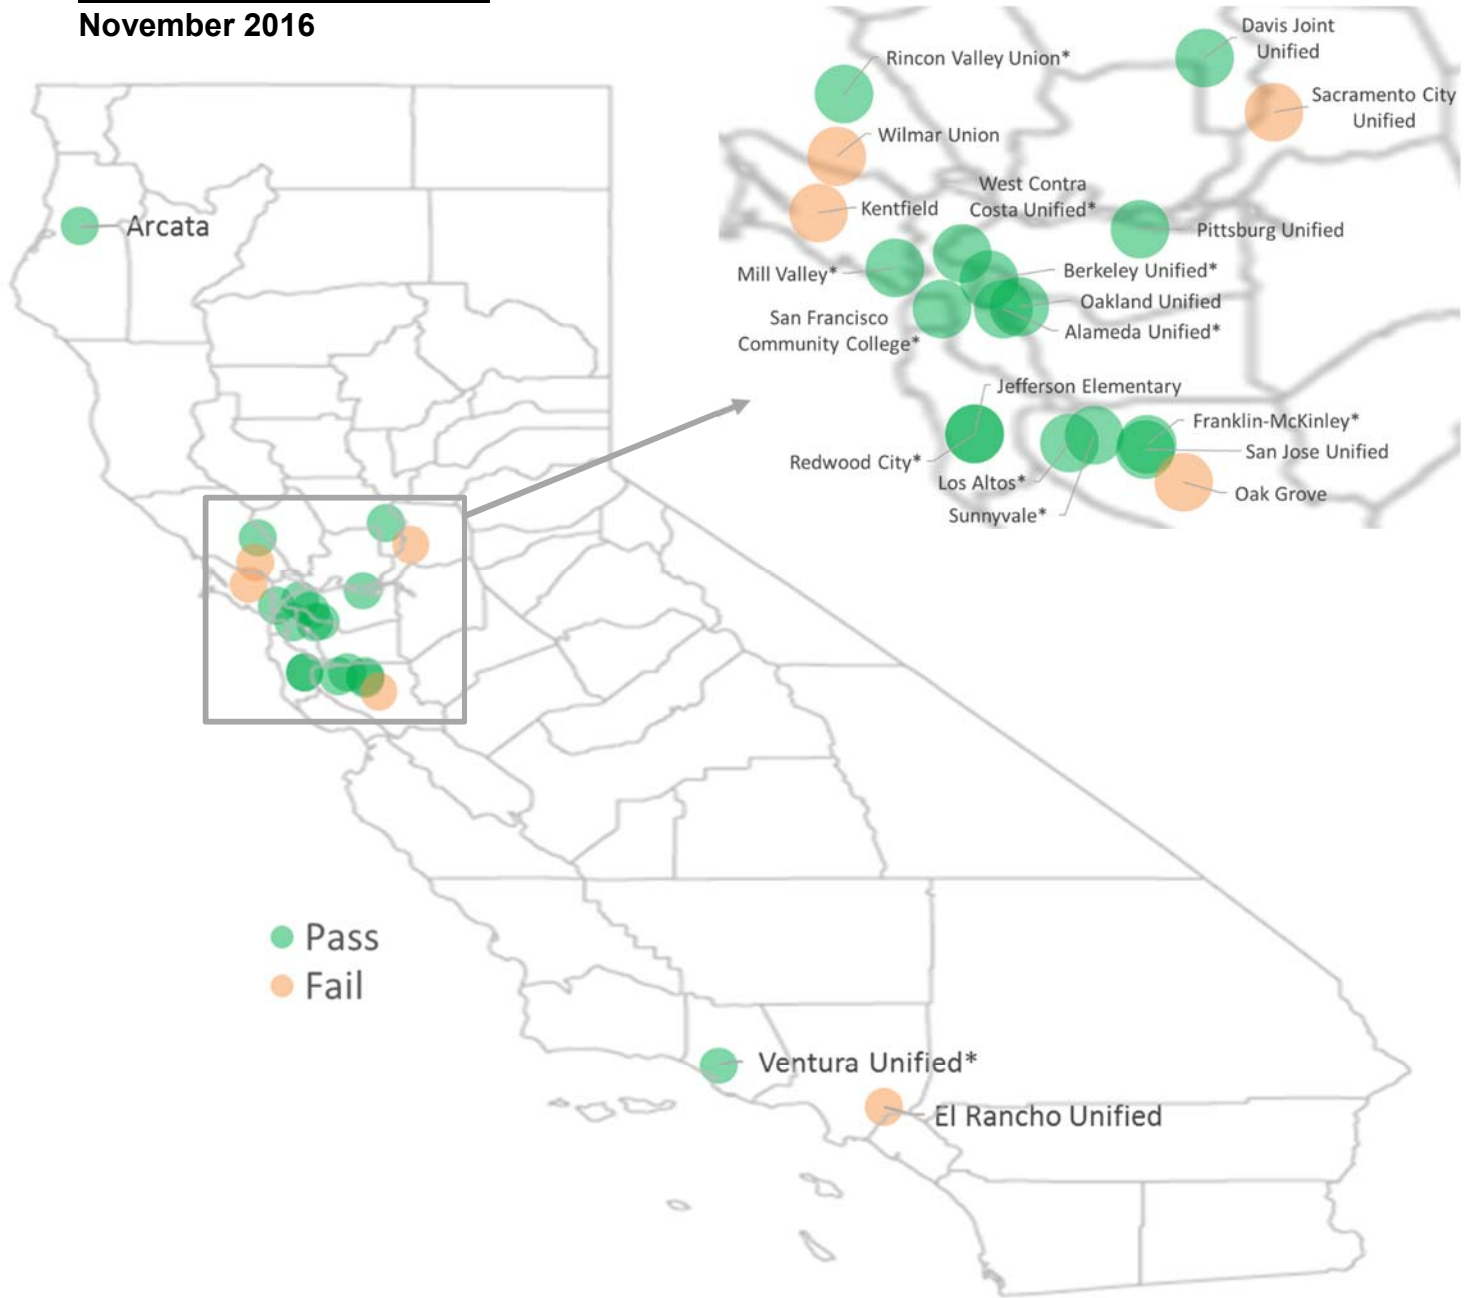 November 2016
Davis Joint
Unified
Rincon Valley Union*
Sacramento City
Unified
Wilmar Union
West Contra
Costa Unified*
Kentfield
Pittsburg Unified
Mill Valley*
Berkeley Unified*
Oakland Unified
San Francisco
Community College*
Alameda Unified*
Jefferson Elementary
Franklin-McKinley*
San Jose Unified
Redwood City*
Los Altos*
Oak Grove
Sunnyvale*
Arcata
Pass
Fail
Ventura Unified*
El Rancho Unified